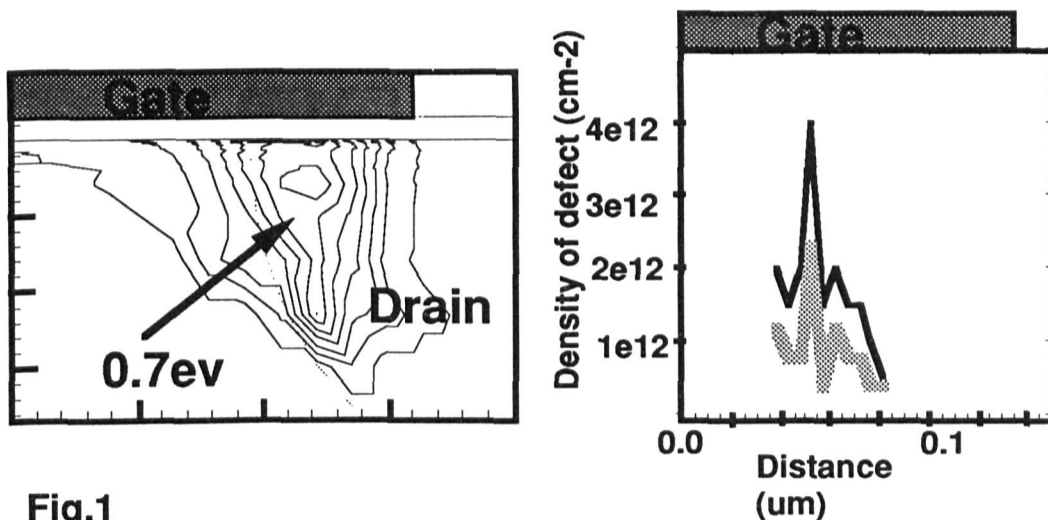 Gate
Drain
0.7ev
Fig.1
Gate
Density of defect (cm-2)
4e12
3e12
2e12
1e12
0.0
0.1
Distance
(um)